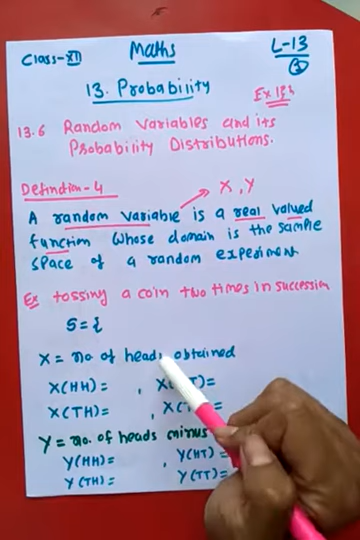 Class-XII Maths L-13
3
13. Probability
Ex 13.4
13.6 Random Variables and its
Probability Distributions.
Definition-4 X, Y
A random variable is a real valued
function whose domain is the sample
space of a random experiment
Ex tossing a coin two times in succession
S={
X= no of heads obtained
X(HH)= ,
X(TH)= ,
Y= no. of heads minus
Y(HH)= , Y(HT)=
Y(TH)= Y(TT)=